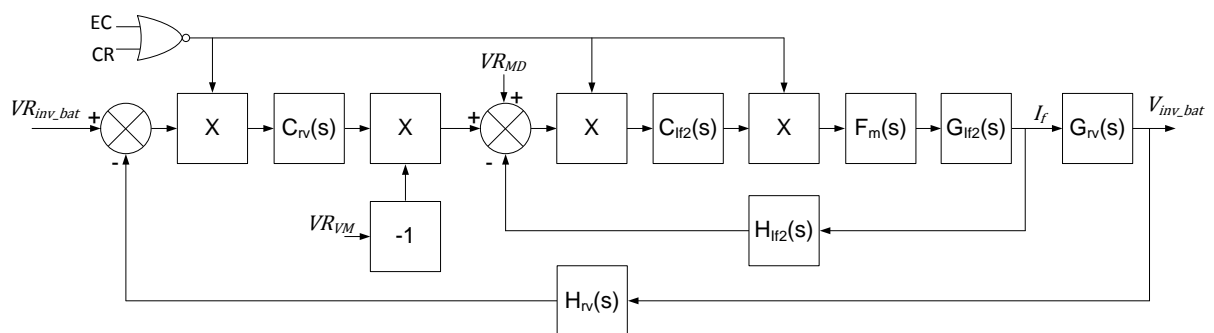 EC
CR
VR_MD
VR_inv_bat
+
-
X
C_rv(s)
X
+
+
-
X
C_If2(s)
X
F_m(s)
G_If2(s)
I_f
G_rv(s)
V_inv_bat
VR_VM
-1
H_If2(s)
H_rv(s)